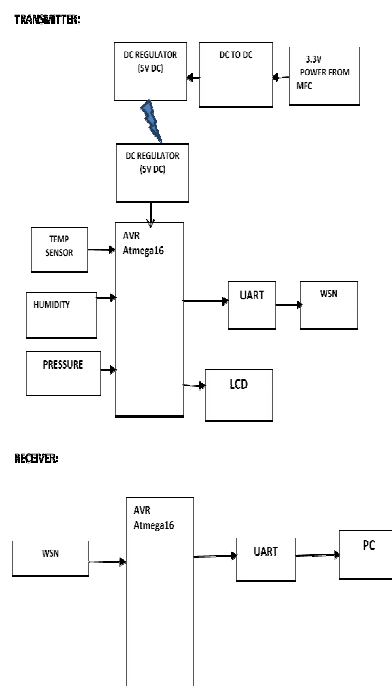 TRANSMITTER:
DC REGULATOR
(5V DC)
DC TO DC
3.3V
POWER FROM
MFC
DC REGULATOR
(5V DC)
AVR
Atmega16
TEMP
SENSOR
HUMIDITY
PRESSURE
UART
WSN
LCD
RECEIVER:
AVR
Atmega16
WSN
UART
PC